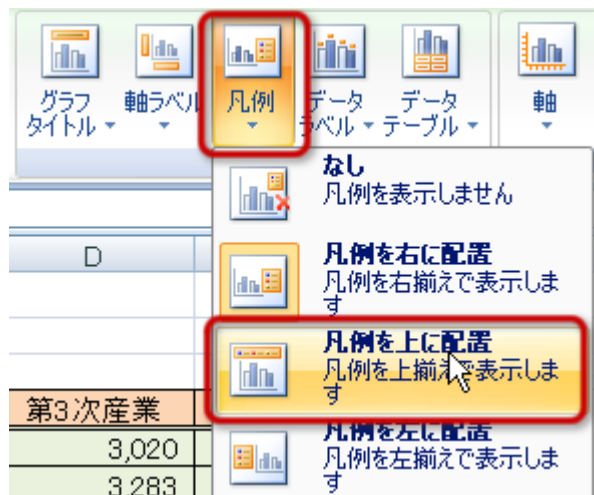 グラフ
タイトル
軸ラベル
凡例
データ
ラベル
データ
テーブル
軸
なし
凡例を表示しません
D
凡例を右に配置
凡例を右揃えで表示しま
す
凡例を上に配置
凡例を上揃えで表示しま
す
第3次産業
3,020
凡例を左に配置
凡例を左揃えで表示しま
す
3,283